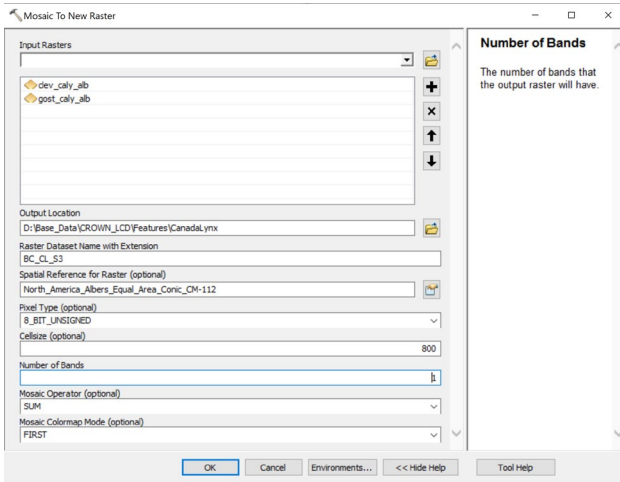 Mosaic To New Raster
Input Rasters
dev_caly_alb
gost_caly_alb
Output Location
D:\Base_Data\CROWN_LCD\Features\CanadaLynx
Raster Dataset Name with Extension
BC_CL_S3
Spatial Reference for Raster (optional)
North_America_Albers_Equal_Area_Conic_CM-112
Pixel Type (optional)
8_BIT_UNSIGNED
Cellsize (optional)
800
Number of Bands
1
Mosaic Operator (optional)
SUM
Mosaic Colormap Mode (optional)
FIRST
OK Cancel Environments... << Hide Help
Number of Bands
The number of bands that
the output raster will have.
Tool Help